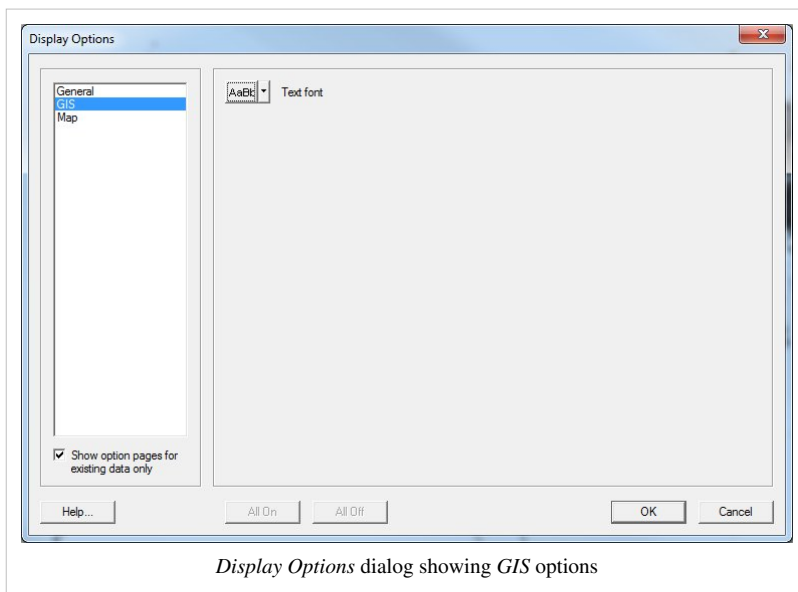 Display Options
General
GIS
Map
AaBb
Text font
Show option pages for
existing data only
Help...
All On
All Off
OK
Cancel
Display Options dialog showing GIS options